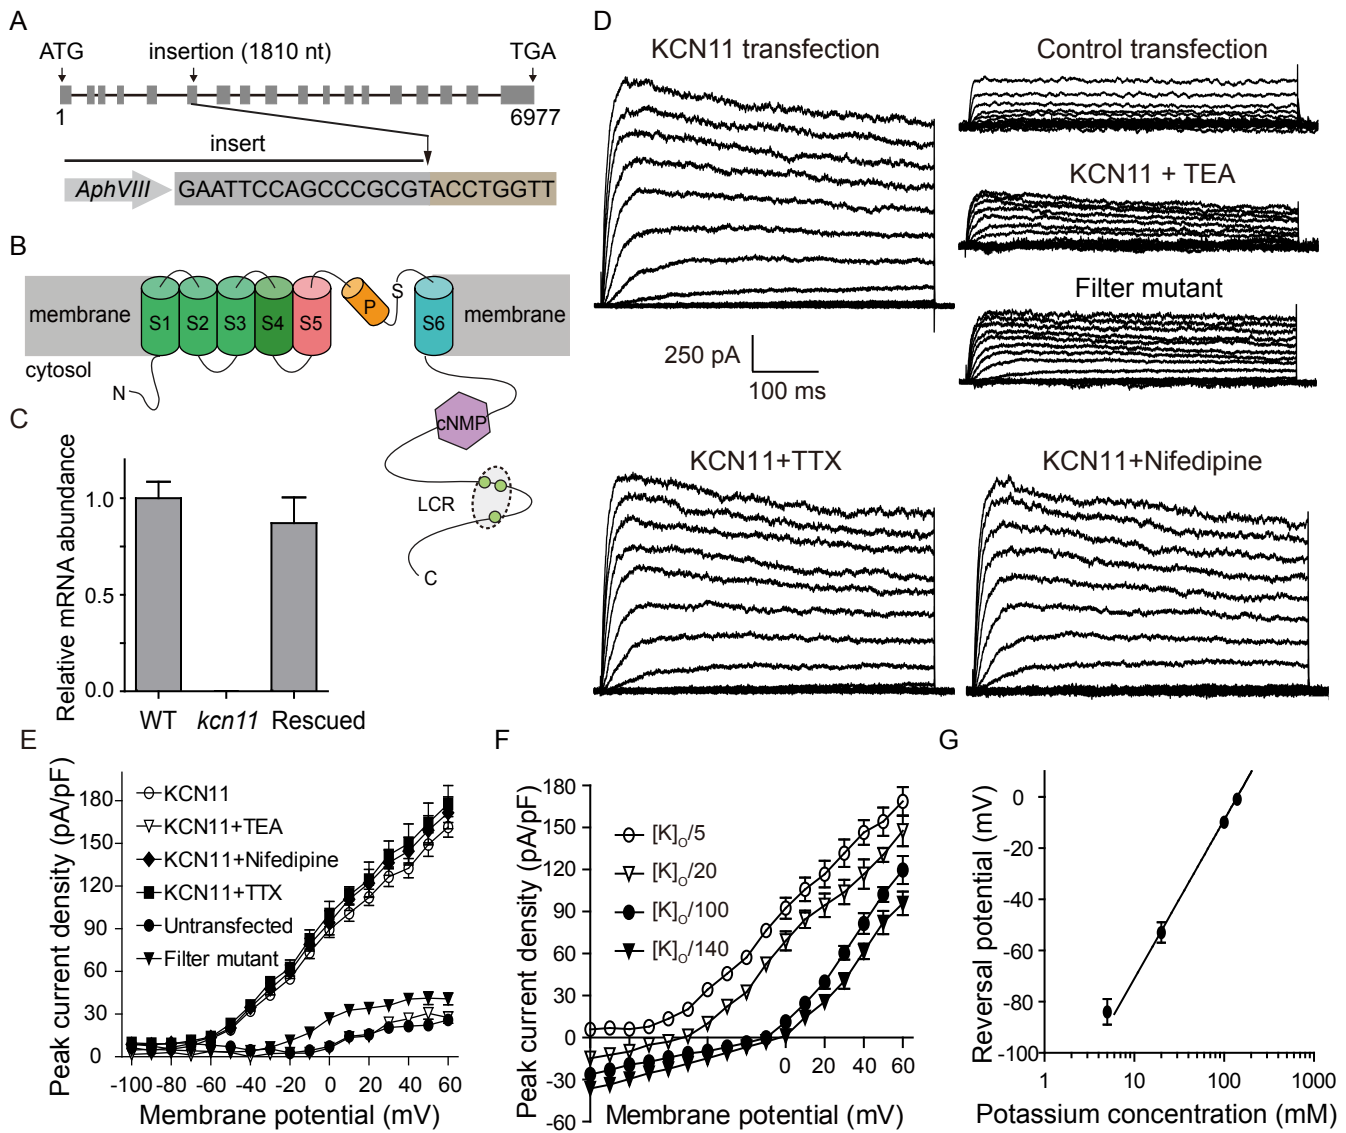 A
ATG
insertion (1810 nt)
TGA
1
6977
insert
AphVIII
GAATTCCAGCCCGCGTACCTGGTT
B
membrane
S1
S2
S3
S4
S5
P
S
S6
membrane
cytosol
N
cNMP
LCR
C
C
Relative mRNA abundance
1.0
0.5
0.0
WT
kcn11
Rescued
D
KCN11 transfection
Control transfection
KCN11 + TEA
Filter mutant
250 pA
100 ms
KCN11+TTX
KCN11+Nifedipine
E
Peak current density (pA/pF)
180
150
120
90
60
30
0
KCN11
KCN11+TEA
KCN11+Nifedipine
KCN11+TTX
Untransfected
Filter mutant
-100 -80 -60 -40 -20 0 20 40 60
Membrane potential (mV)
F
Peak current density (pA/pF)
180
150
120
90
60
30
0
-30
-60
[K]O/5
[K]O/20
[K]O/100
[K]O/140
0 20 40 60
Membrane potential (mV)
G
Reversal potential (mV)
0
-20
-40
-60
-80
-100
1 10 100 1000
Potassium concentration (mM)